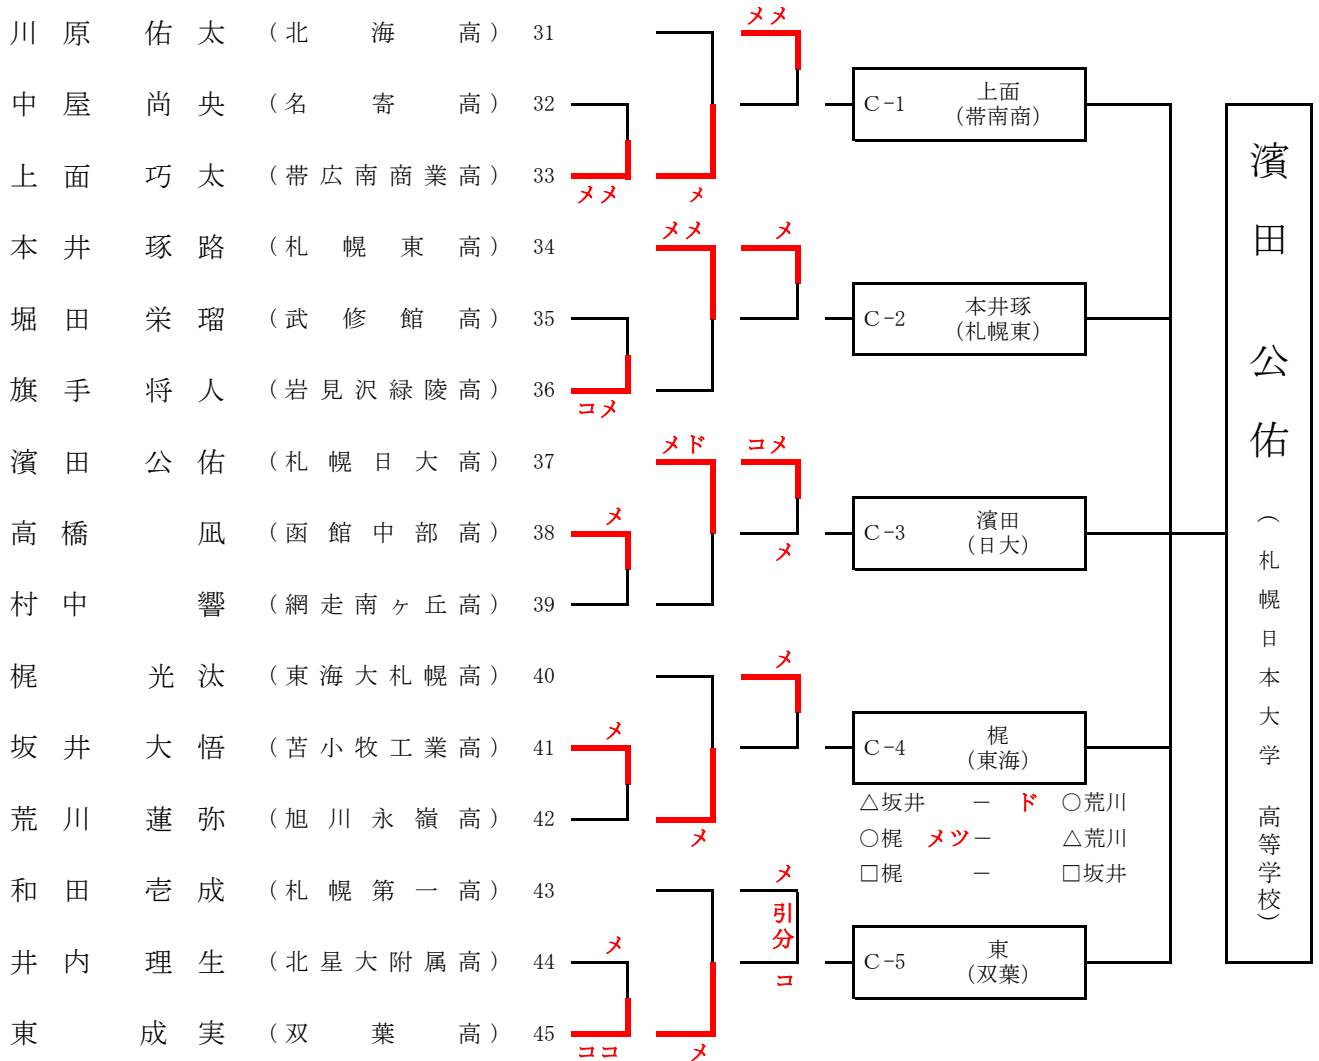 川原 佑太 （北海高） 31
中屋 尚央 （名寄高） 32
上面 巧太 （帯広南商業高） 33
本井 琢路 （札幌東高） 34
堀田 栄瑠 （武修館高） 35
旗手 将人 （岩見沢緑陵高） 36
濱田 公佑 （札幌日大高） 37
高橋 凪 （函館中部高） 38
村中 響 （網走南ヶ丘高） 39
梶 光汰 （東海大札幌高） 40
坂井 大悟 （苫小牧工業高） 41
荒川 蓮弥 （旭川永嶺高） 42
和田 壱成 （札幌第一高） 43
井内 理生 （北星大附属高） 44
東 成実 （双葉高） 45
メメ
コメ
メ
メ
メ
ココ
メ
メメ
メド
メ
メ
メメ
メ
コメ
メ
メ
メ
引分
コ
C-1 上面
（帯南商）
C-2 本井琢
（札幌東）
C-3 濱田
（日大）
C-4 梶
（東海）
△坂井 － ド ○荒川
○梶 メツ－ △荒川
□梶 － □坂井
C-5 東
（双葉）
濱田 公佑（札幌日本大学 高等学校）